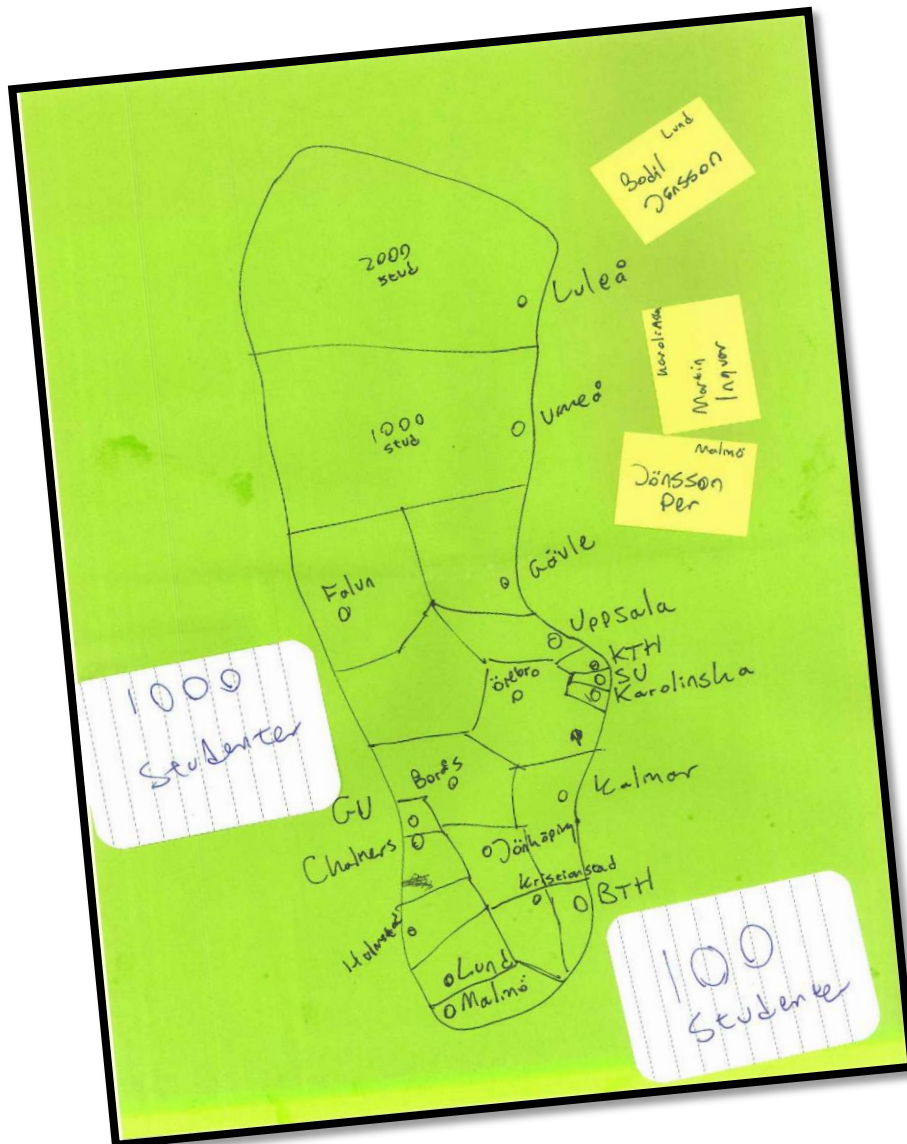 Lund
Bodil
Jönsson
2000
stud
Luleå
Karolinska
Martin
Ingvar
1000
stud
Umeå
Malmö
Jönsson
Per
Falun
Gävle
Uppsala
KTH
SU
Karolinska
Örebro
1000
Studenter
Borås
Kalmar
GU
Chalmers
Jönköping
Kristianstad
BTH
Halmstad
Lund
Malmö
100
Studenter